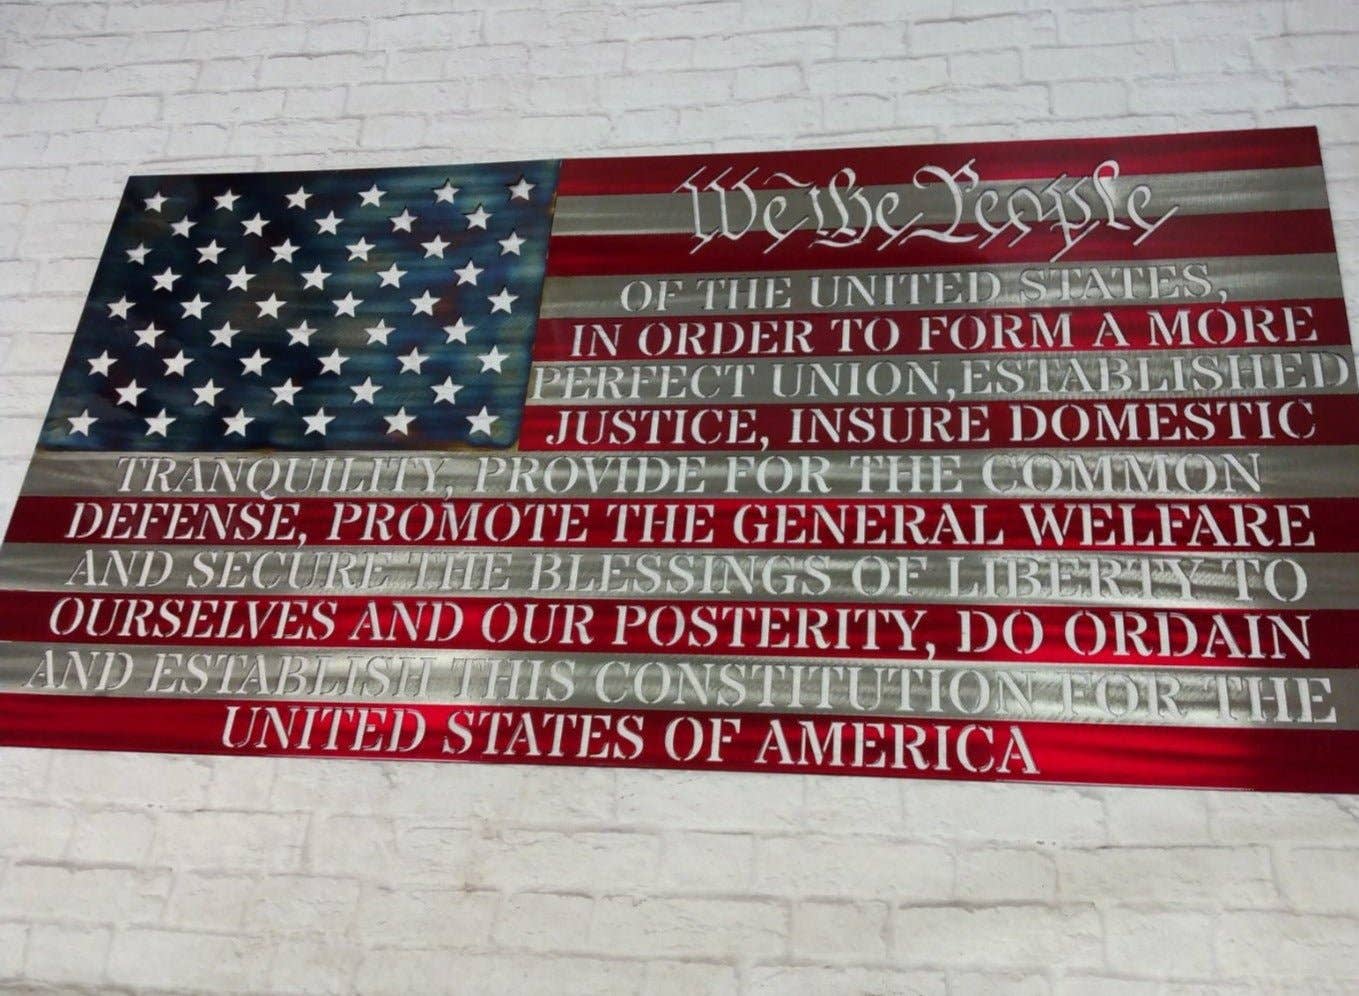 We the People
OF THE UNITED STATES,
IN ORDER TO FORM A MORE
PERFECT UNION,ESTABLISHED
JUSTICE, INSURE DOMESTIC
TRANQUILITY, PROVIDE FOR THE COMMON
DEFENSE, PROMOTE THE GENERAL WELFARE
AND SECURE THE BLESSINGS OF LIBERTY TO
OURSELVES AND OUR POSTERITY, DO ORDAIN
AND ESTABLISH THIS CONSTITUTION FOR THE
UNITED STATES OF AMERICA